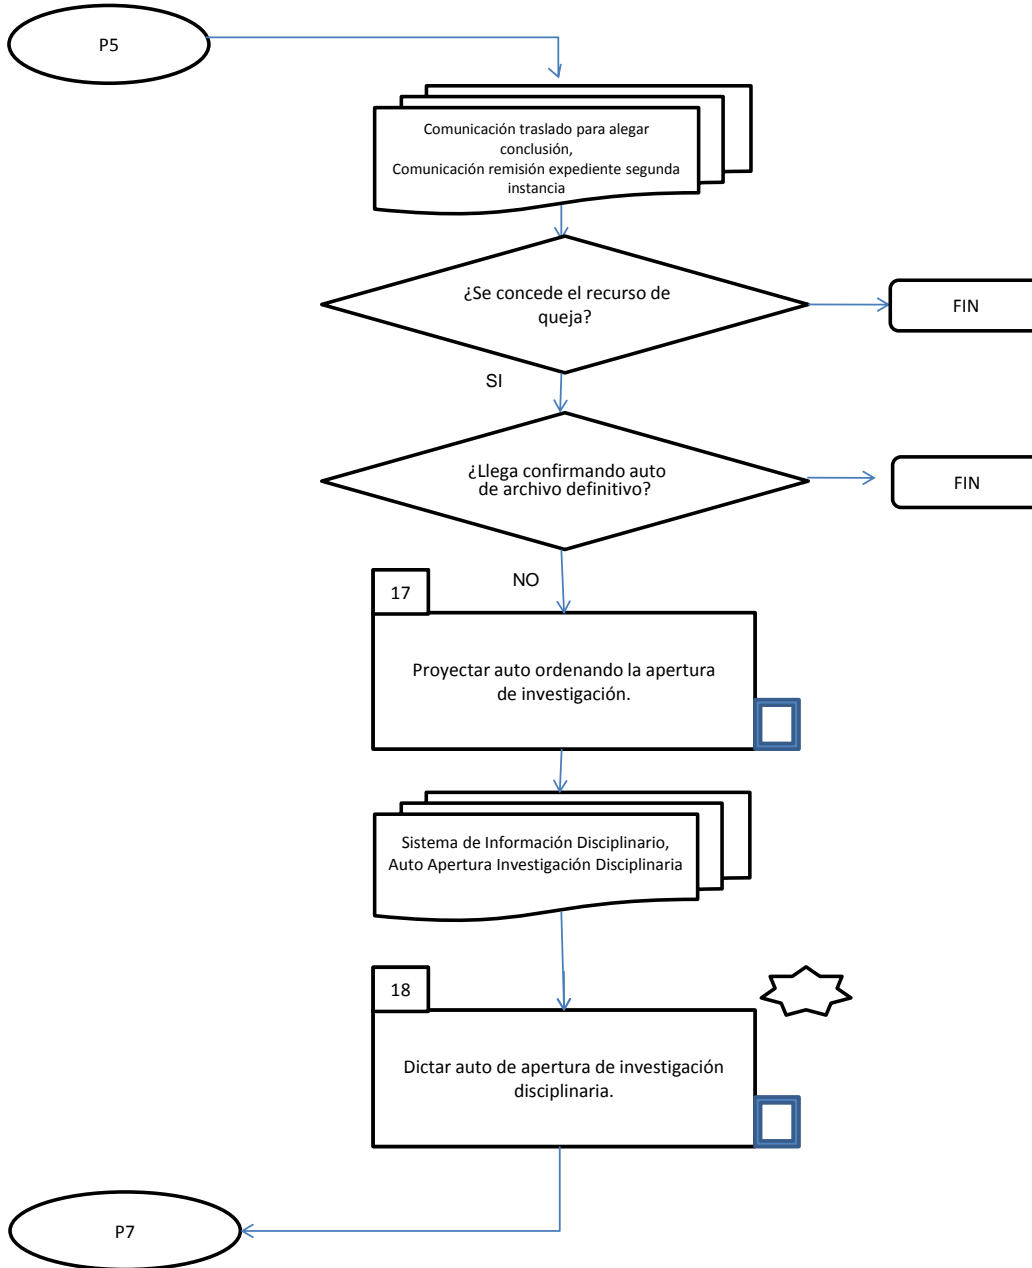 P5
Comunicación traslado para alegar
conclusión,
Comunicación remisión expediente segunda
instancia
¿Se concede el recurso de
queja?
FIN
SI
¿Llega confirmando auto
de archivo definitivo?
FIN
NO
17
Proyectar auto ordenando la apertura
de investigación.
Sistema de Información Disciplinario,
Auto Apertura Investigación Disciplinaria
18
Dictar auto de apertura de investigación
disciplinaria.
P7